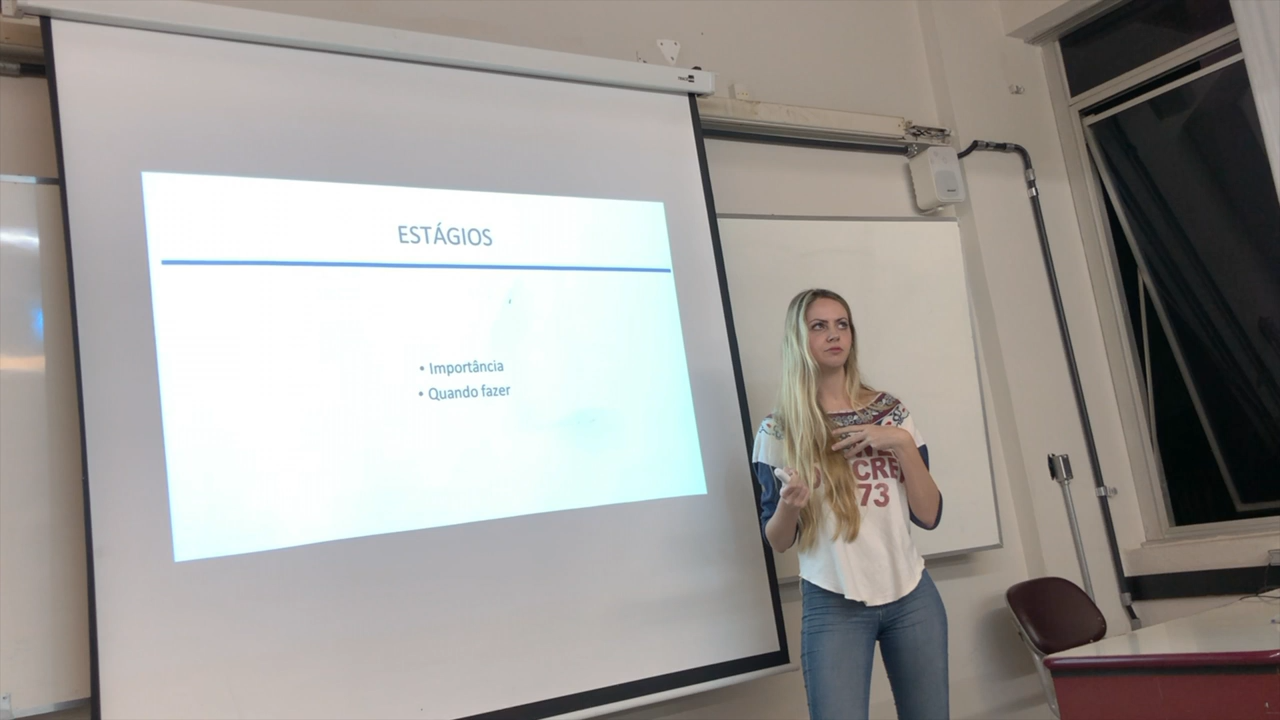 ESTÁGIOS
• Importância
• Quando fazer
73